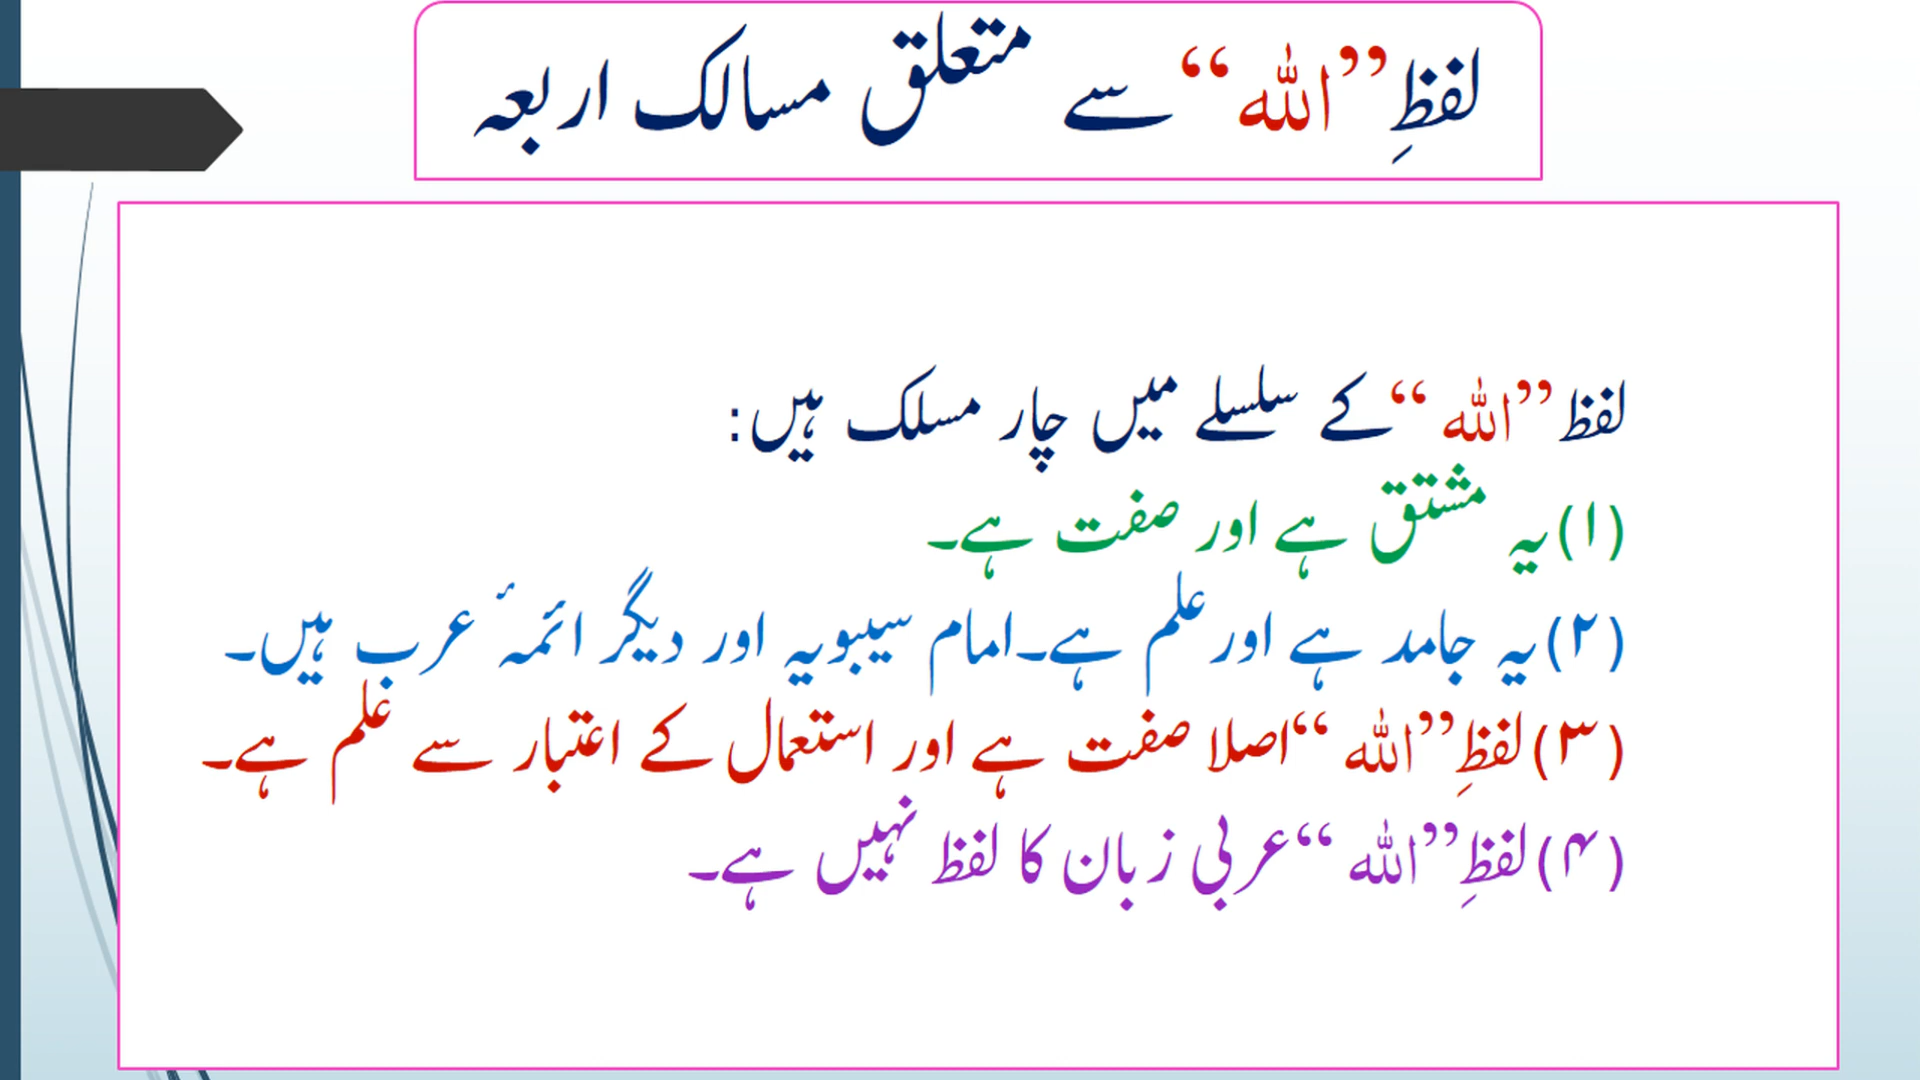 لفظِ ”اللہ“ سے متعلق مسالک اربعہ
لفظ ”اللہ“ کے سلسلے میں چار مسلک ہیں:
(۱) یہ مشتق ہے اور صفت ہے۔
(۲) یہ جامد ہے اور علم ہے۔ امام سیبویہ اور دیگر ائمہٴ عرب ہیں۔
(۳) لفظِ ”اللہ“ اصلا صفت ہے اور استعمال کے اعتبار سے غلم ہے۔
(۴) لفظِ ”اللہ“ عربی زبان کا لفظ نہیں ہے۔